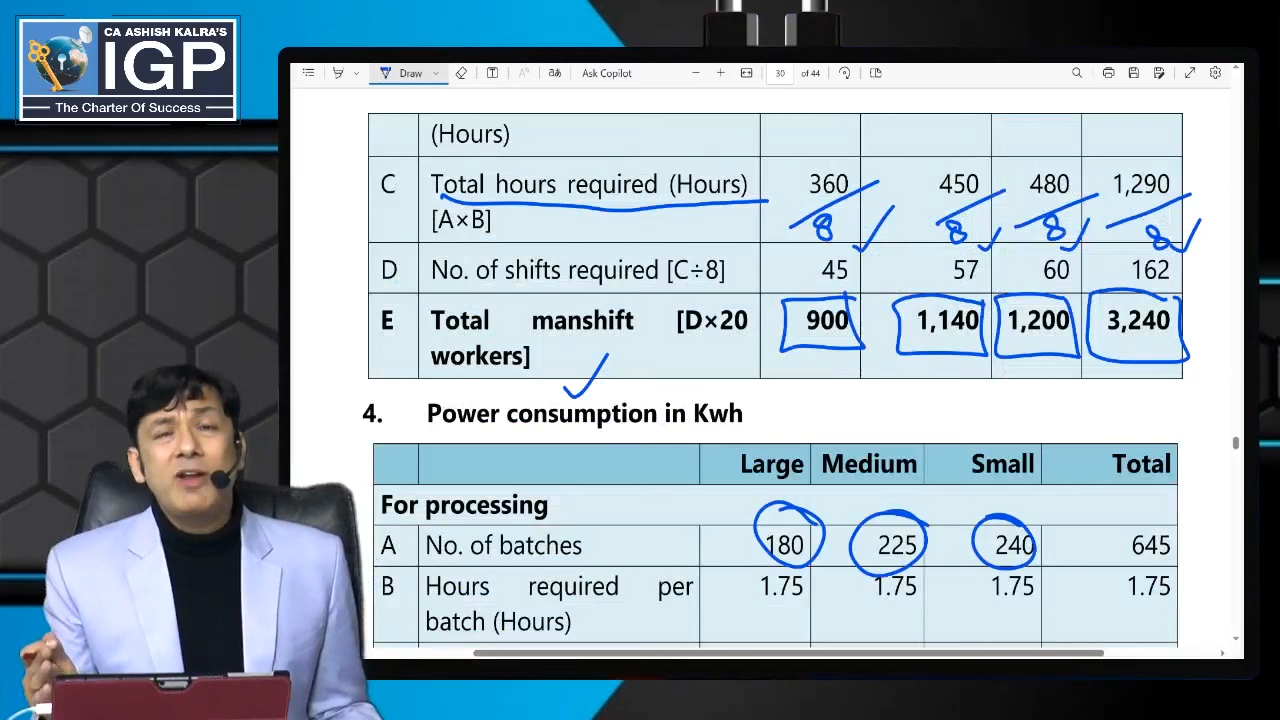 CA ASHISH KALRA'S
IGP
The Charter Of Success
Draw
Ask Copilot
30 of 44
(Hours)
C Total hours required (Hours) [A×B] 360 450 480 1,290
8 8 8 8
D No. of shifts required [C÷8] 45 57 60 162
E Total manshift [D×20 workers] 900 1,140 1,200 3,240
4. Power consumption in Kwh
Large Medium Small Total
For processing
A No. of batches 180 225 240 645
B Hours required per batch (Hours) 1.75 1.75 1.75 1.75